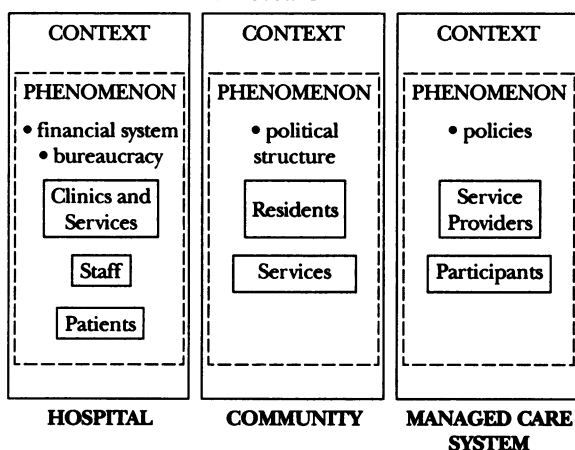 CONTEXT
PHENOMENON
• financial system
• bureaucracy
Clinics and
Services
Staff
Patients
HOSPITAL
CONTEXT
PHENOMENON
• political
structure
Residents
Services
COMMUNITY
CONTEXT
PHENOMENON
• policies
Service
Providers
Participants
MANAGED CARE
SYSTEM